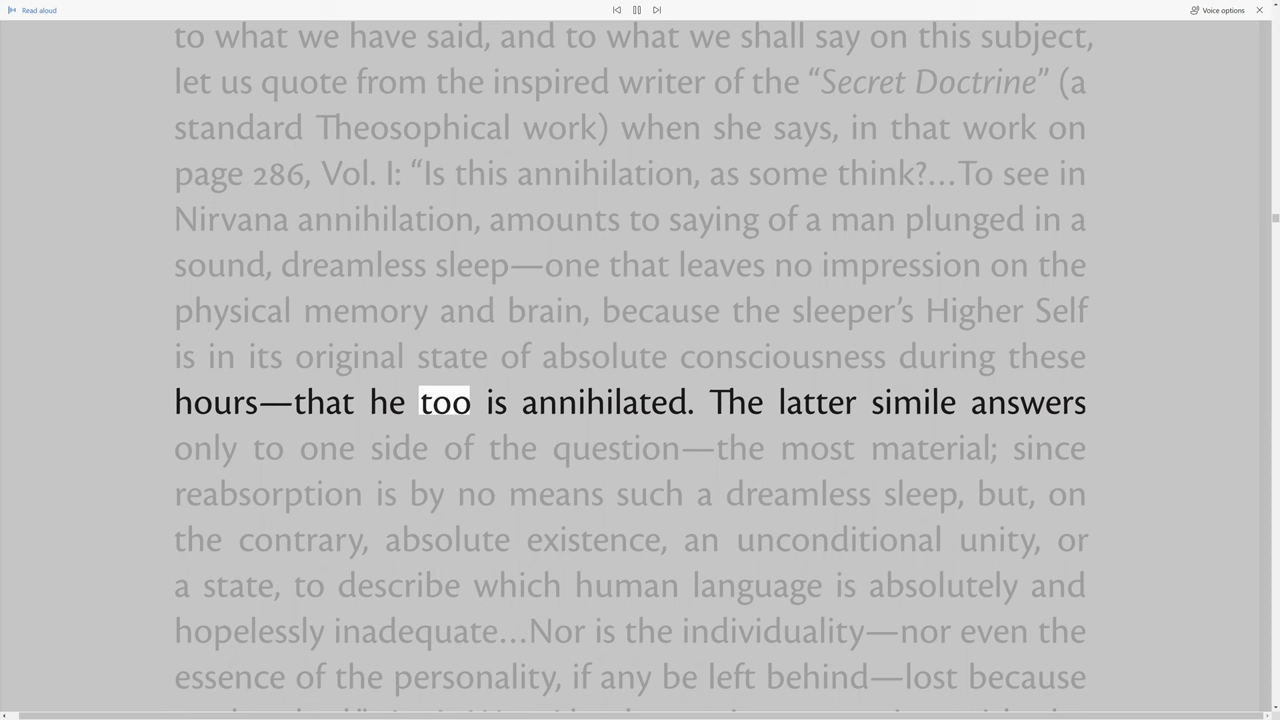 Read aloud
Voice options
to what we have said, and to what we shall say on this subject,
let us quote from the inspired writer of the “Secret Doctrine” (a
standard Theosophical work) when she says, in that work on
page 286, Vol. I: “Is this annihilation, as some think?...To see in
Nirvana annihilation, amounts to saying of a man plunged in a
sound, dreamless sleep—one that leaves no impression on the
physical memory and brain, because the sleeper’s Higher Self
is in its original state of absolute consciousness during these
hours—that he too is annihilated. The latter simile answers
only to one side of the question—the most material; since
reabsorption is by no means such a dreamless sleep, but, on
the contrary, absolute existence, an unconditional unity, or
a state, to describe which human language is absolutely and
hopelessly inadequate...Nor is the individuality—nor even the
essence of the personality, if any be left behind—lost because